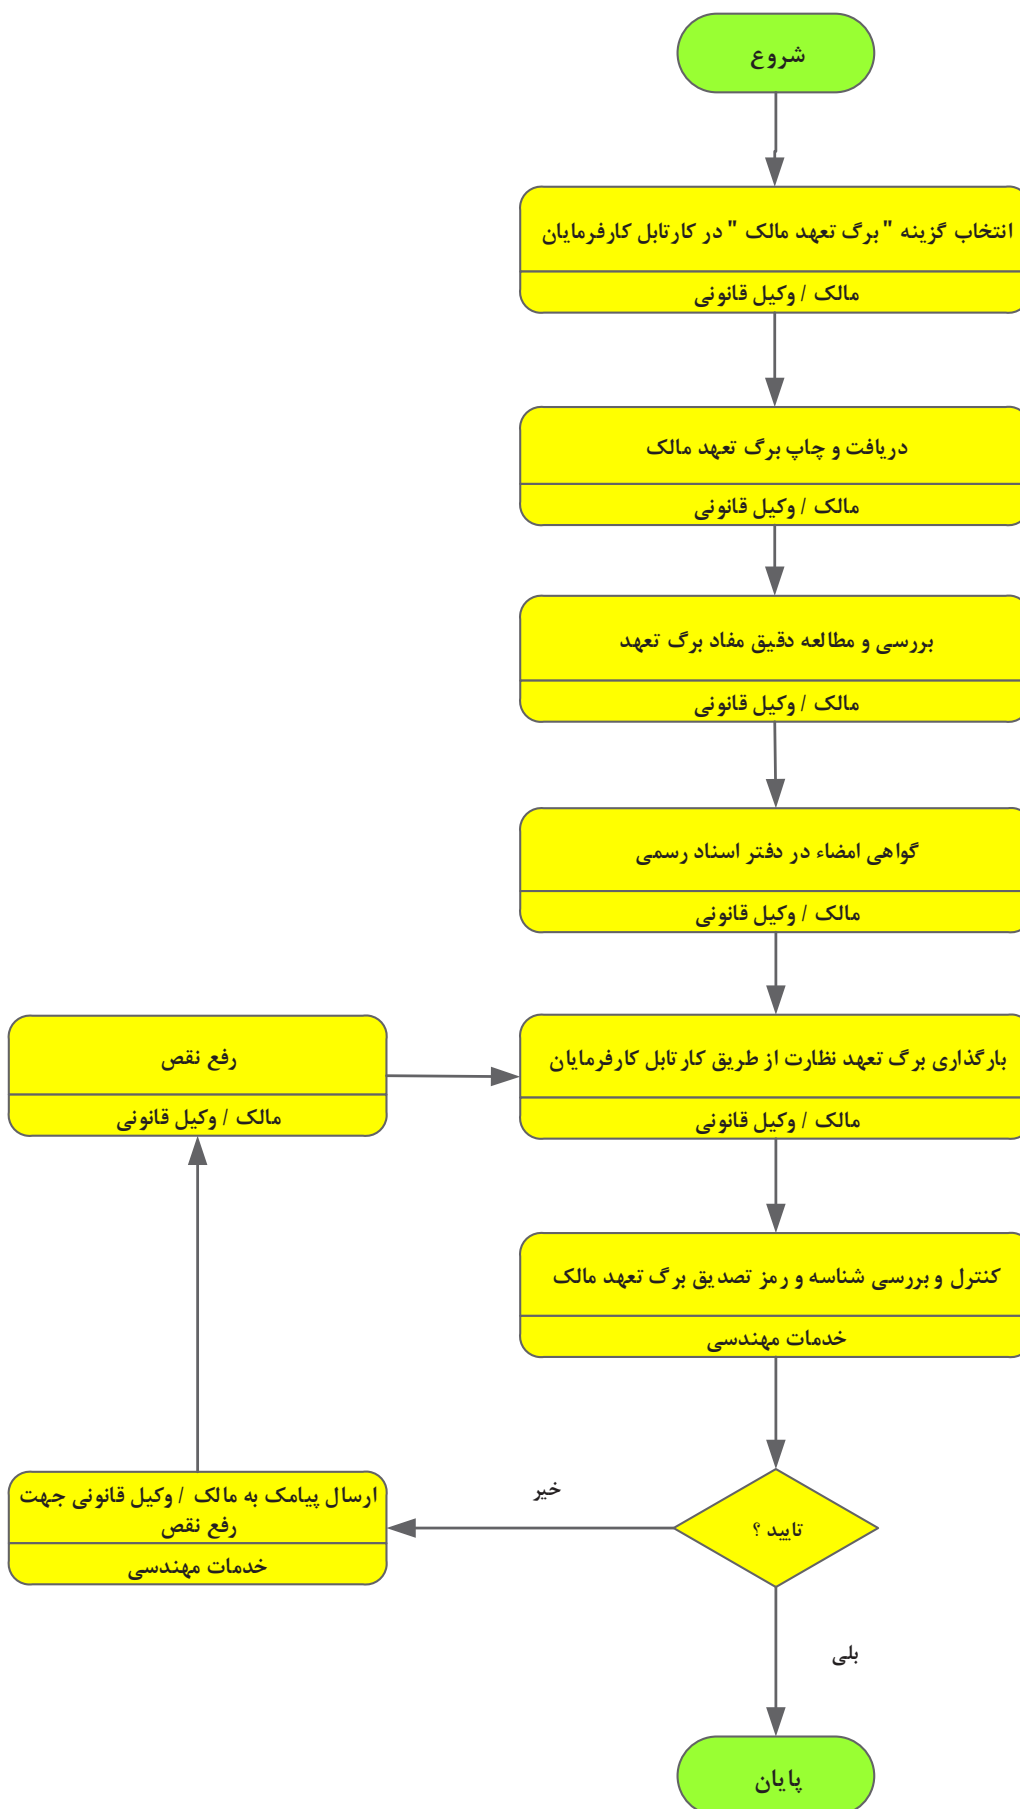 شروع
انتخاب گزینه " برگ تعهد مالک " در کارتابل کارفرمایان
مالک / وکیل قانونی
دریافت و چاپ برگ تعهد مالک
مالک / وکیل قانونی
بررسی و مطالعه دقیق مفاد برگ تعهد
مالک / وکیل قانونی
گواهی امضاء در دفتر اسناد رسمی
مالک / وکیل قانونی
بارگذاری برگ تعهد نظارت از طریق کارتابل کارفرمایان
مالک / وکیل قانونی
رفع نقص
مالک / وکیل قانونی
کنترل و بررسی شناسه و رمز تصدیق برگ تعهد مالک
خدمات مهندسی
تایید ؟
خیر
ارسال پیامک به مالک / وکیل قانونی جهت
رفع نقص
خدمات مهندسی
بلی
پایان